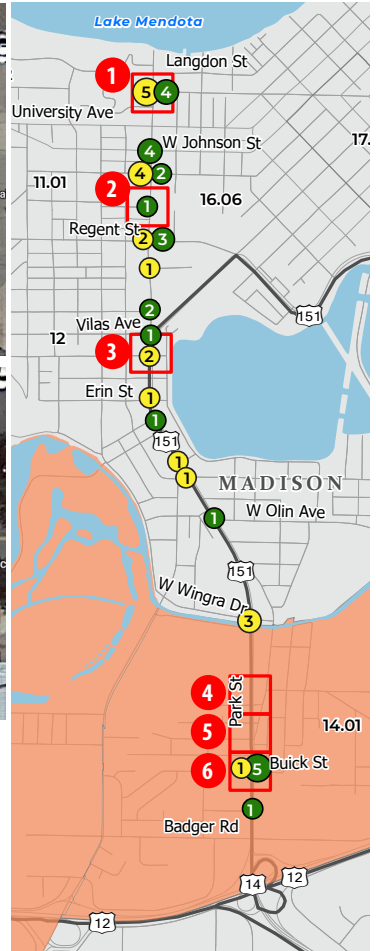 Lake Mendota
Langdon St
1
5 4
University Ave
4 W Johnson St
17.
4 2
11.01
2
1
16.06
Regent St
2 3
1
2
151
Vilas Ave
1
12
3
2
Erin St
1
1
151
1
1
MADISON
1
W Olin Ave
151
W Wingra Dr
3
4
Park St
14.01
5
6
1 5 Buick St
1
Badger Rd
14
12
12